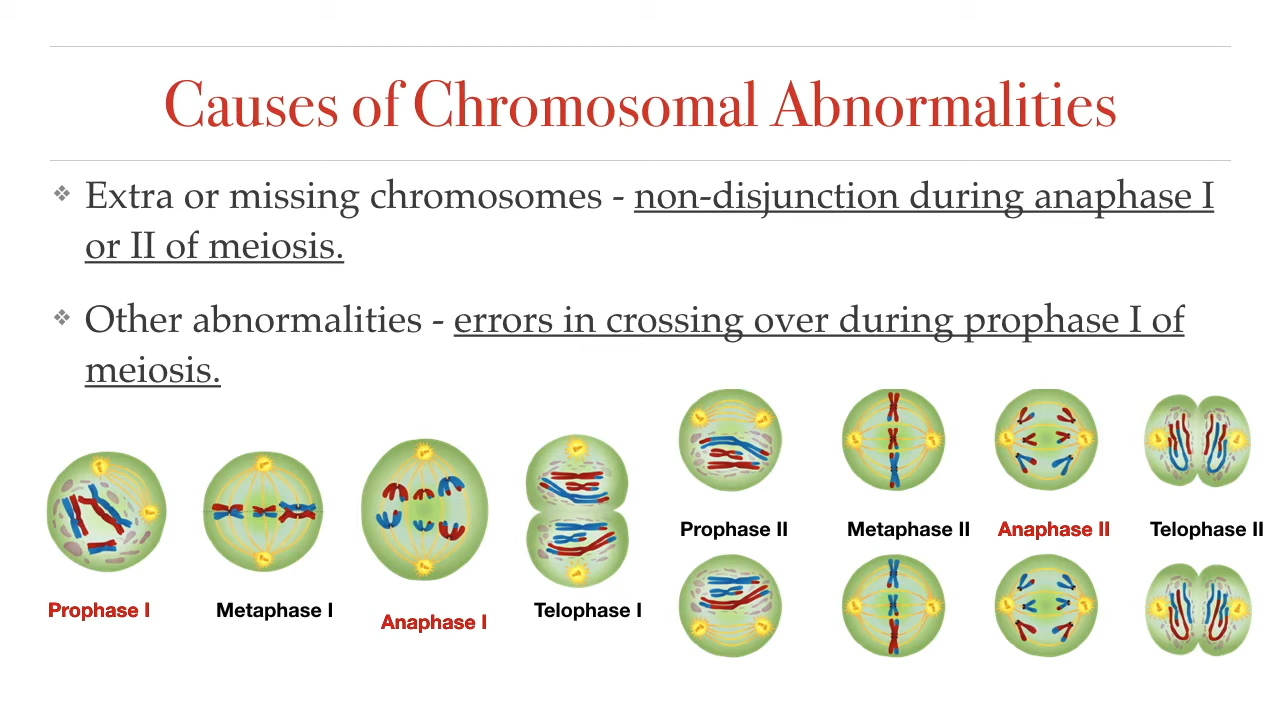 Causes of Chromosomal Abnormalities
❖ Extra or missing chromosomes - non-disjunction during anaphase I
or II of meiosis.
❖ Other abnormalities - errors in crossing over during prophase I of
meiosis.
Prophase I
Metaphase I
Anaphase I
Telophase I
Prophase II
Metaphase II
Anaphase II
Telophase II